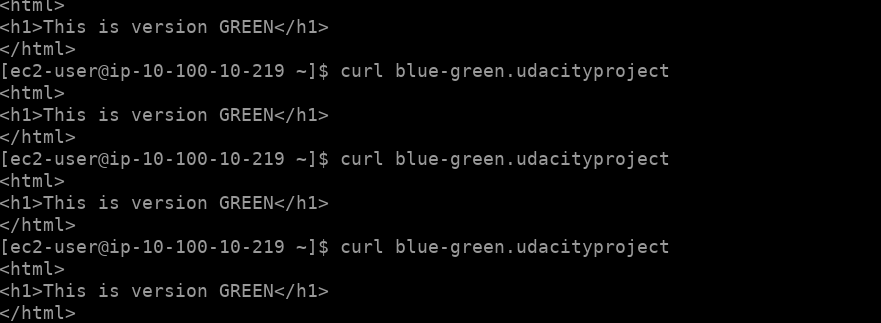 <html>
<h1>This is version GREEN</h1>
</html>
[ec2-user@ip-10-100-10-219 ~]$ curl blue-green.udacityproject
<html>
<h1>This is version GREEN</h1>
</html>
[ec2-user@ip-10-100-10-219 ~]$ curl blue-green.udacityproject
<html>
<h1>This is version GREEN</h1>
</html>
[ec2-user@ip-10-100-10-219 ~]$ curl blue-green.udacityproject
<html>
<h1>This is version GREEN</h1>
</html>